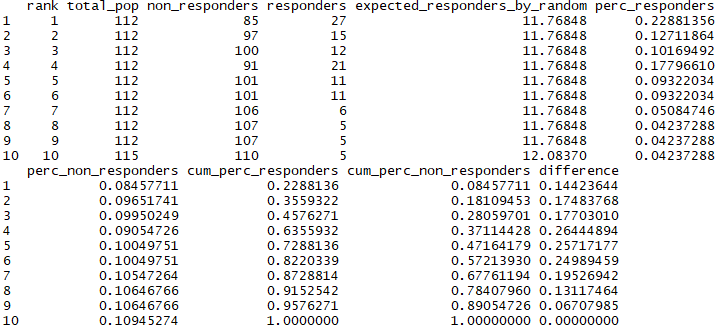 rank total_pop non_responders responders expected_responders_by_random perc_responders
1 1 112 85 27 11.76848 0.22881356
2 2 112 97 15 11.76848 0.12711864
3 3 112 100 12 11.76848 0.10169492
4 4 112 91 21 11.76848 0.17796610
5 5 112 101 11 11.76848 0.09322034
6 6 112 101 11 11.76848 0.09322034
7 7 112 106 6 11.76848 0.05084746
8 8 112 107 5 11.76848 0.04237288
9 9 112 107 5 11.76848 0.04237288
10 10 115 110 5 12.08370 0.04237288
perc_non_responders cum_perc_responders cum_perc_non_responders difference
1 0.08457711 0.2288136 0.08457711 0.14423644
2 0.09651741 0.3559322 0.18109453 0.17483768
3 0.09950249 0.4576271 0.28059701 0.17703010
4 0.09054726 0.6355932 0.37114428 0.26444894
5 0.10049751 0.7288136 0.47164179 0.25717177
6 0.10049751 0.8220339 0.57213930 0.24989459
7 0.10547264 0.8728814 0.67761194 0.19526942
8 0.10646766 0.9152542 0.78407960 0.13117464
9 0.10646766 0.9576271 0.89054726 0.06707985
10 0.10945274 1.0000000 1.00000000 0.00000000